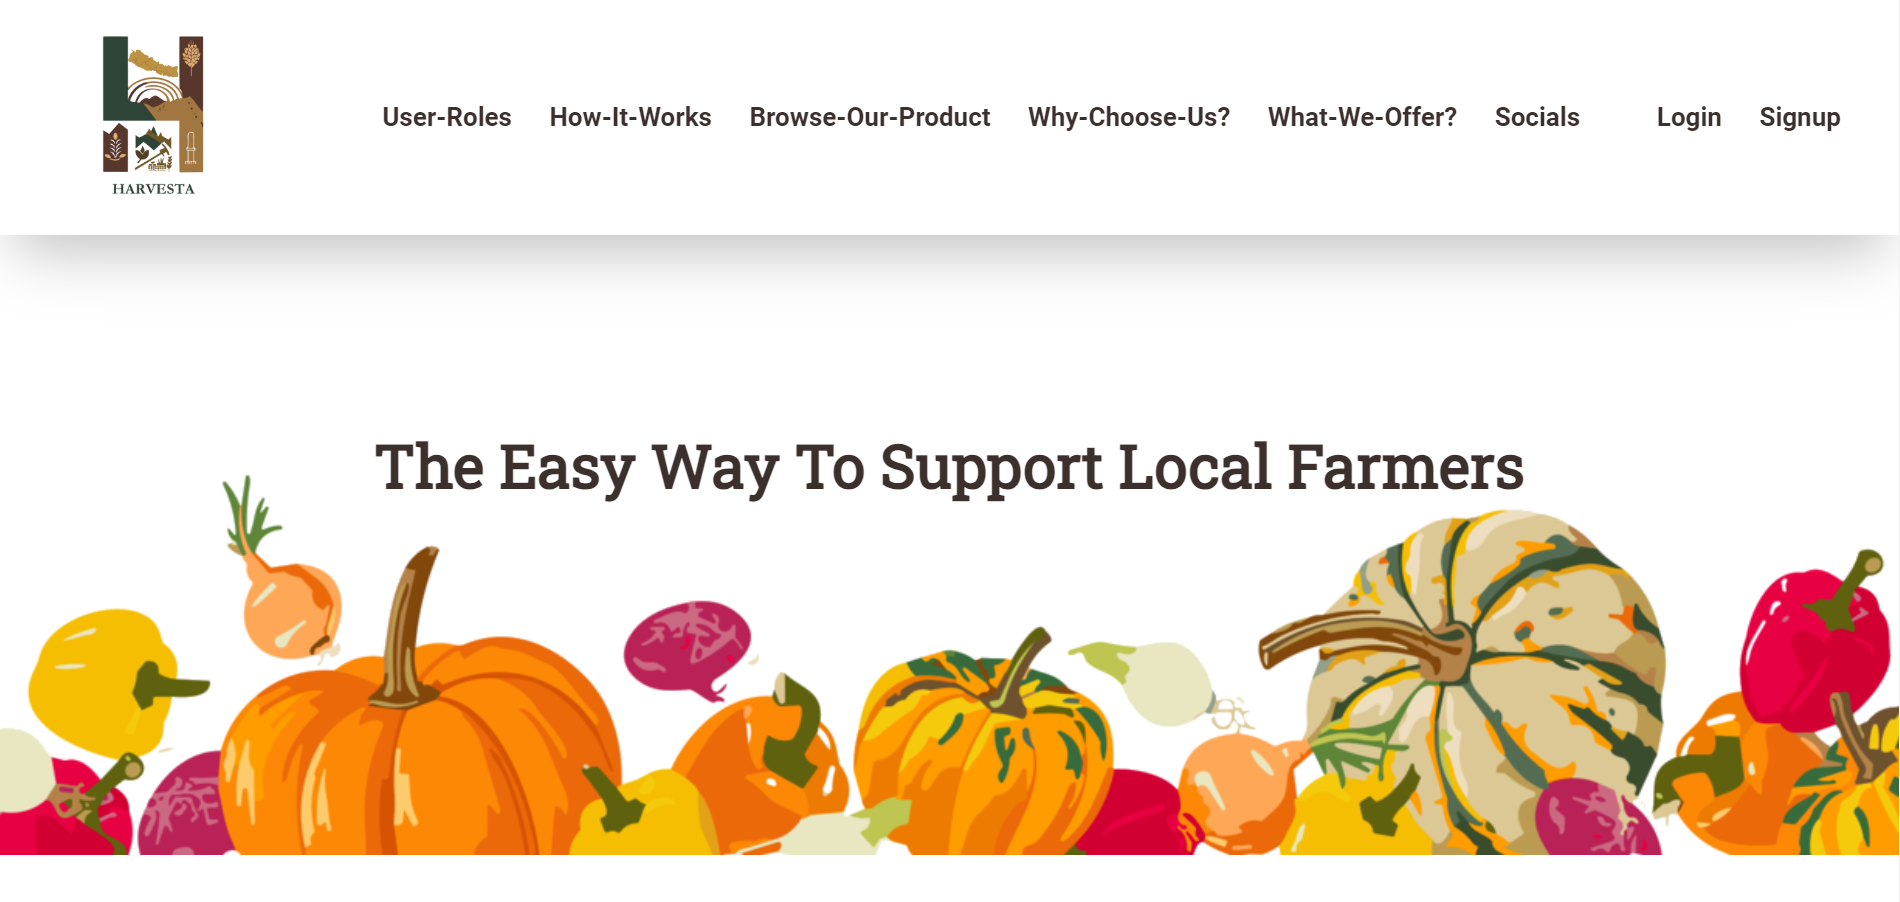 HARVESTA
User-Roles How-It-Works Browse-Our-Product Why-Choose-Us? What-We-Offer? Socials Login Signup
The Easy Way To Support Local Farmers